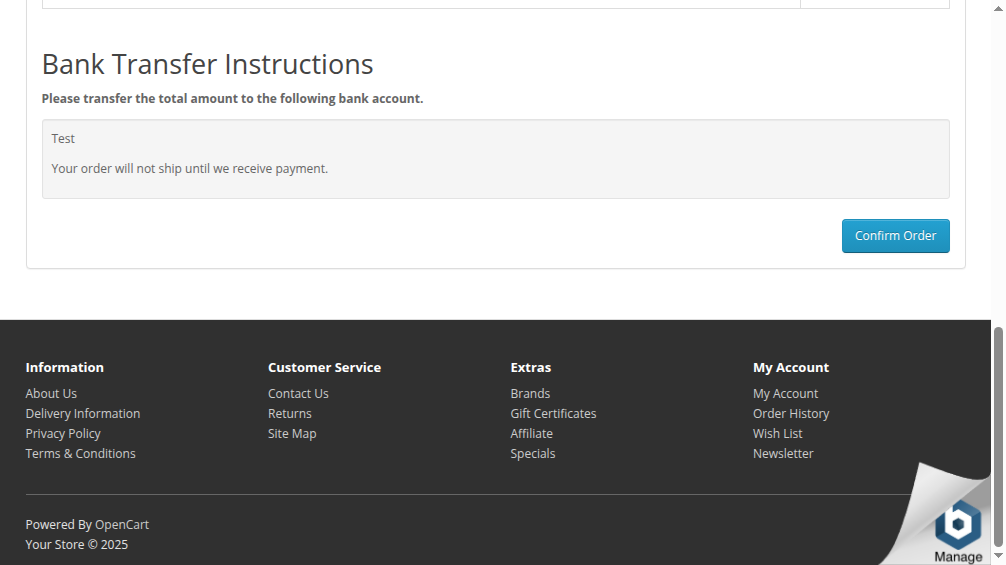 Bank Transfer Instructions
Please transfer the total amount to the following bank account.
Test
Your order will not ship until we receive payment.
Confirm Order
Information
About Us
Delivery Information
Privacy Policy
Terms & Conditions
Customer Service
Contact Us
Returns
Site Map
Extras
Brands
Gift Certificates
Affiliate
Specials
My Account
My Account
Order History
Wish List
Newsletter
Powered By OpenCart
Your Store © 2025
Manage